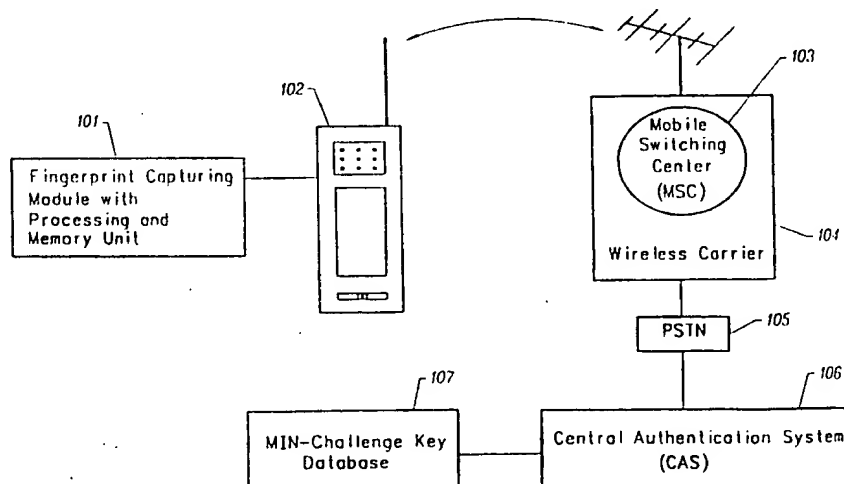 103
102
101
Mobile
Switching
Center
(MSC)
Fingerprint Capturing
Module with
Processing and
Memory Unit
104
Wireless Carrier
PSTN
105
107
106
MIN-Challenge Key
Database
Central Authentication System
(CAS)